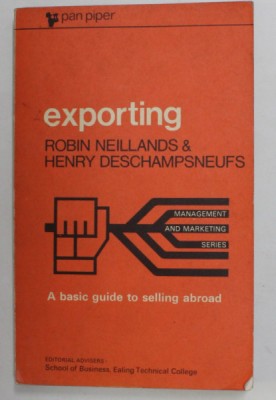 pan piper
exporting
ROBIN NEILLANDS &
HENRY DESCHAMPSNEUFS
MANAGEMENT
AND MARKETING
SERIES
A basic guide to selling abroad
EDITORIAL ADVISERS:
School of Business, Ealing Technical College